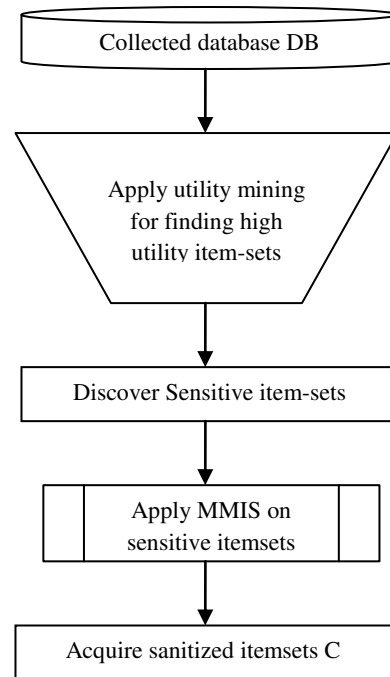 Collected database DB
Apply utility mining
for finding high
utility item-sets
Discover Sensitive item-sets
Apply MMIS on
sensitive itemsets
Acquire sanitized itemsets C